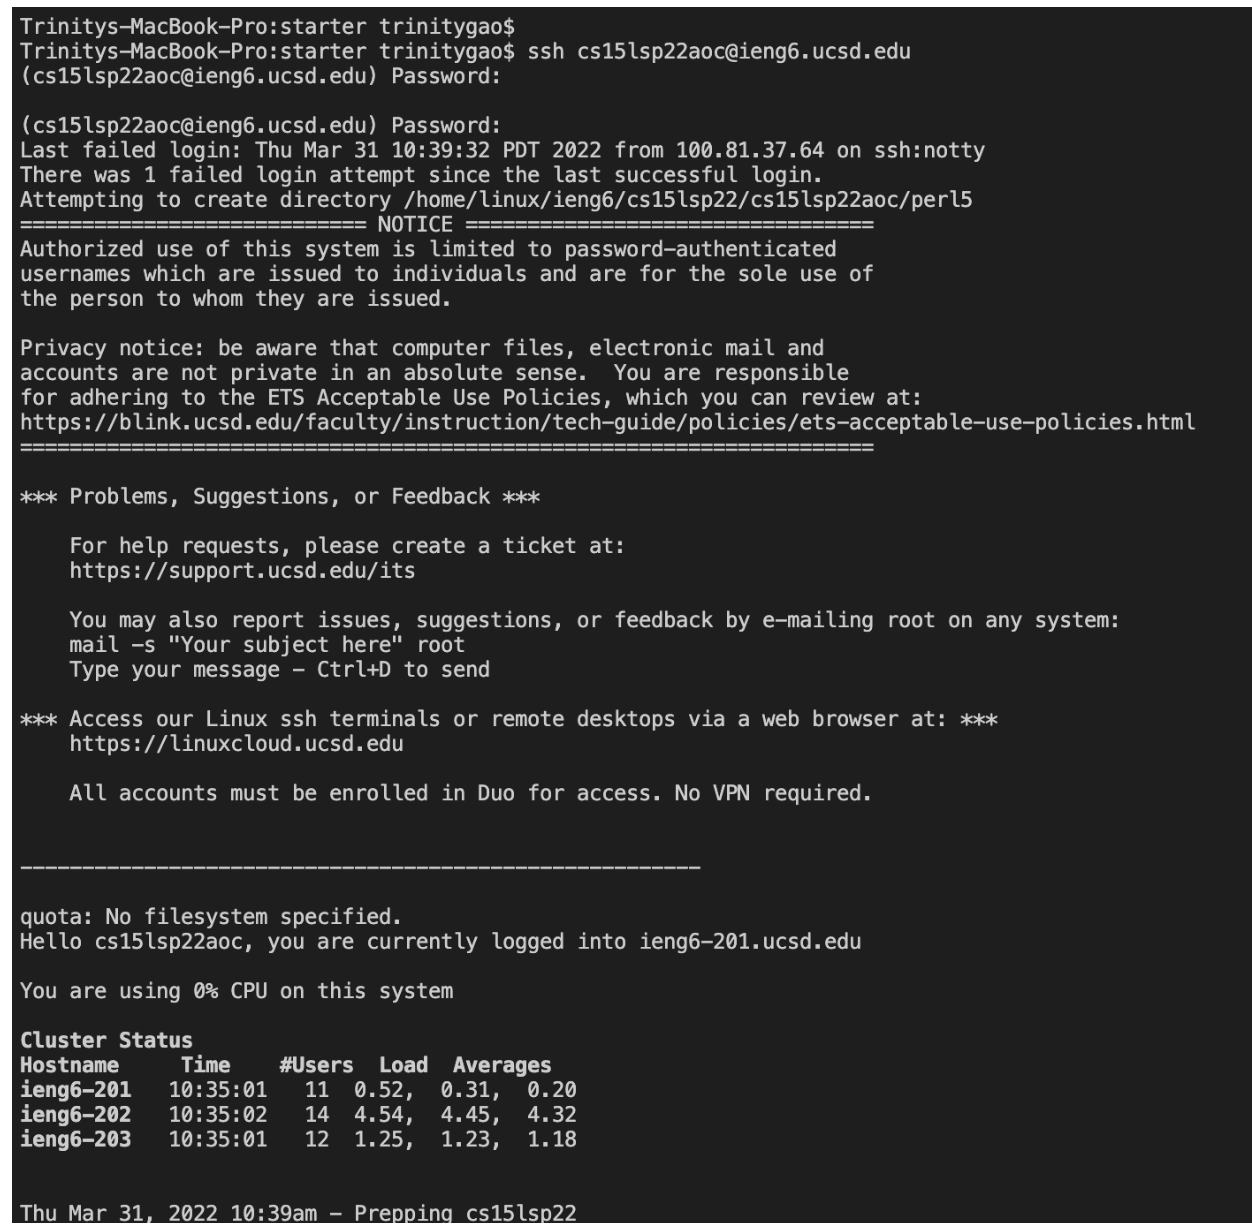 Trinitys-MacBook-Pro:starter trinitygao$
Trinitys-MacBook-Pro:starter trinitygao$ ssh cs15lsp22aoc@ieng6.ucsd.edu
(cs15lsp22aoc@ieng6.ucsd.edu) Password:
(cs15lsp22aoc@ieng6.ucsd.edu) Password:
Last failed login: Thu Mar 31 10:39:32 PDT 2022 from 100.81.37.64 on ssh:notty
There was 1 failed login attempt since the last successful login.
Attempting to create directory /home/linux/ieng6/cs15lsp22/cs15lsp22aoc/perl5
============================ NOTICE =================================
Authorized use of this system is limited to password-authenticated
usernames which are issued to individuals and are for the sole use of
the person to whom they are issued.
Privacy notice: be aware that computer files, electronic mail and
accounts are not private in an absolute sense.  You are responsible
for adhering to the ETS Acceptable Use Policies, which you can review at:
https://blink.ucsd.edu/faculty/instruction/tech-guide/policies/ets-acceptable-use-policies.html
=====================================================================
*** Problems, Suggestions, or Feedback ***
    For help requests, please create a ticket at:
    https://support.ucsd.edu/its
    You may also report issues, suggestions, or feedback by e-mailing root on any system:
    mail -s "Your subject here" root
    Type your message - Ctrl+D to send
*** Access our Linux ssh terminals or remote desktops via a web browser at: ***
    https://linuxcloud.ucsd.edu
    All accounts must be enrolled in Duo for access. No VPN required.
-------------------------------------------------------
quota: No filesystem specified.
Hello cs15lsp22aoc, you are currently logged into ieng6-201.ucsd.edu
You are using 0% CPU on this system
Cluster Status
Hostname     Time    #Users  Load  Averages
ieng6-201   10:35:01   11  0.52,  0.31,  0.20
ieng6-202   10:35:02   14  4.54,  4.45,  4.32
ieng6-203   10:35:01   12  1.25,  1.23,  1.18
Thu Mar 31, 2022 10:39am - Prepping cs15lsp22